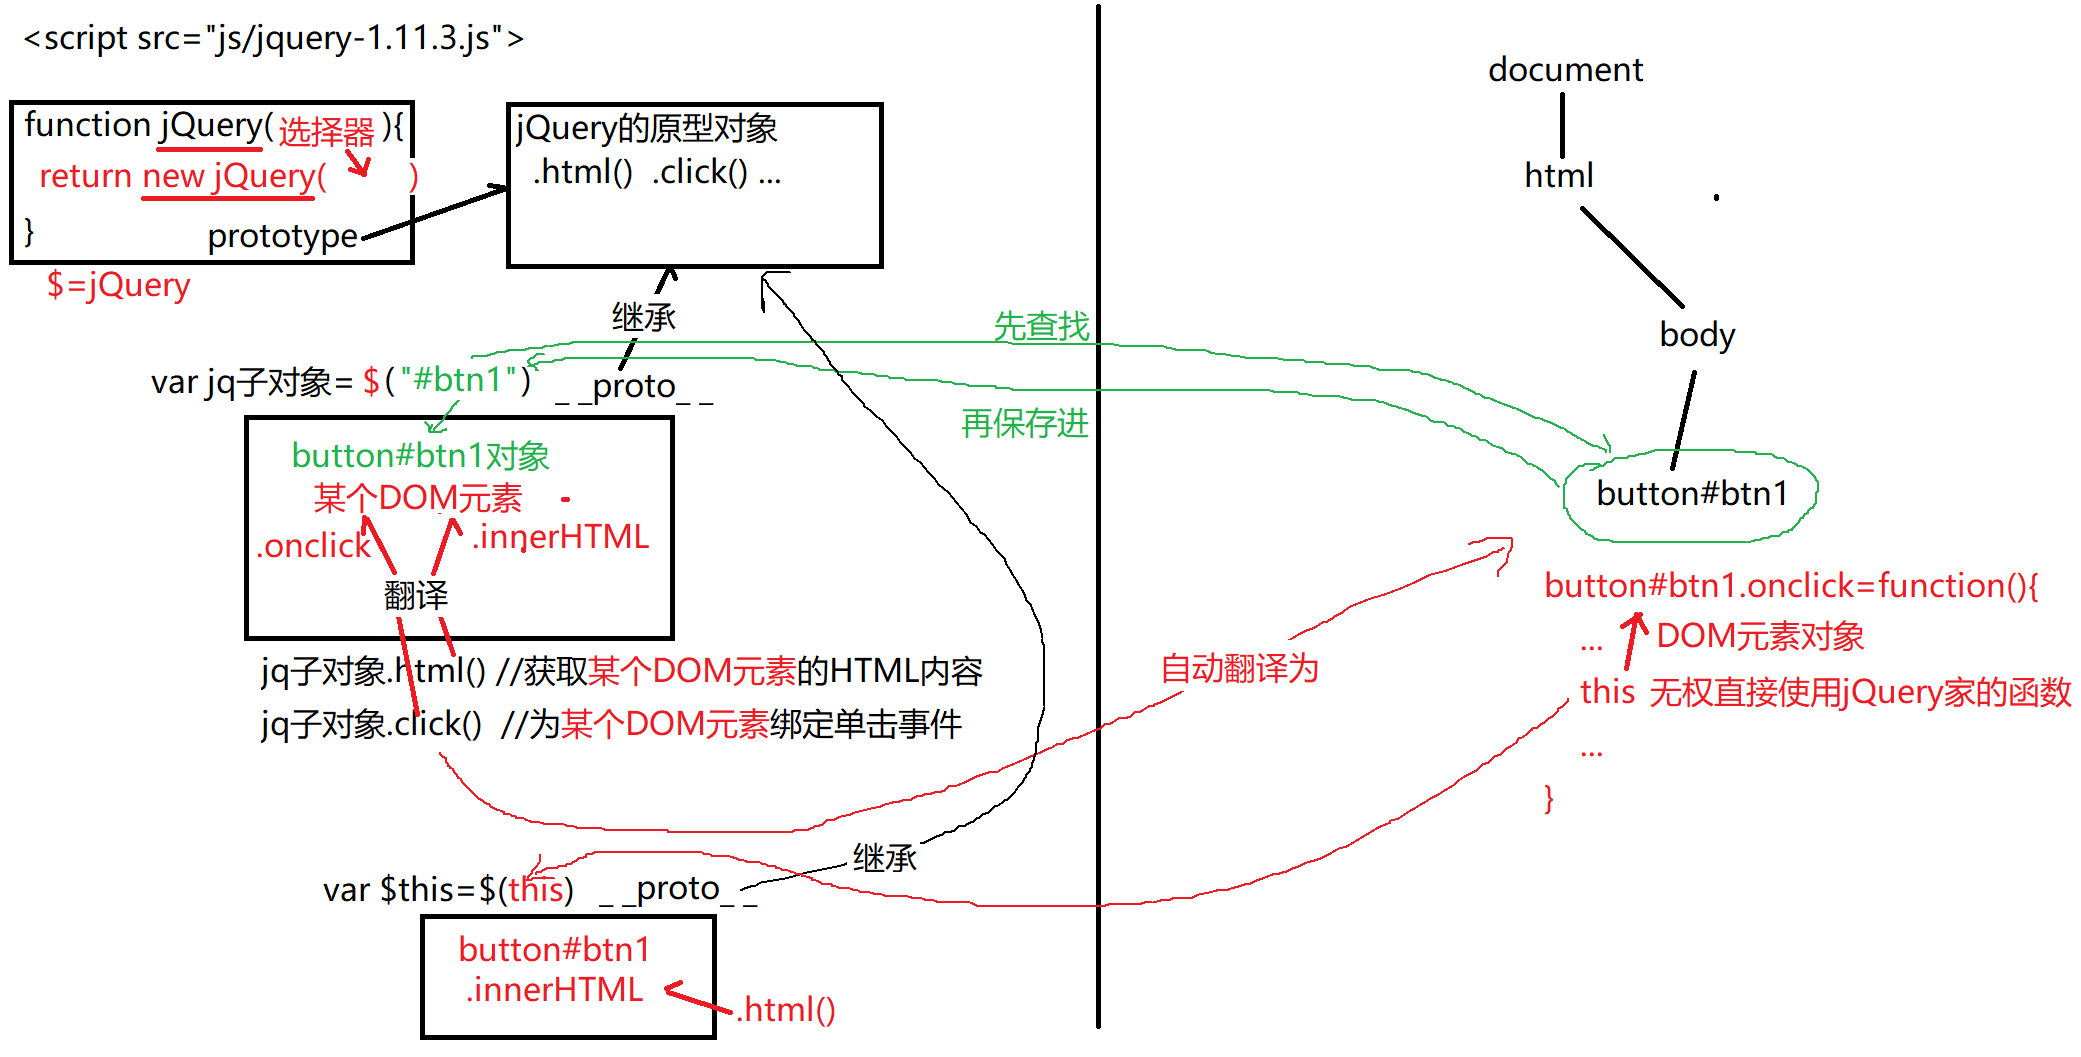 <script src="js/jquery-1.11.3.js">
function jQuery(选择器){
return new jQuery( )
}
prototype
$=jQuery
jQuery的原型对象
.html() .click() ...
继承
var jq子对象= $("#btn1")
_ _proto_ _
button#btn1对象
某个DOM元素
.onclick
.innerHTML
翻译
jq子对象.html() //获取某个DOM元素的HTML内容
jq子对象.click() //为某个DOM元素绑定单击事件
继承
var $this=$(this)
_ _proto_ _
button#btn1
.innerHTML
.html()
先查找
再保存进
自动翻译为
document
html
body
button#btn1
button#btn1.onclick=function(){
... DOM元素对象
this 无权直接使用jQuery家的函数
...
}